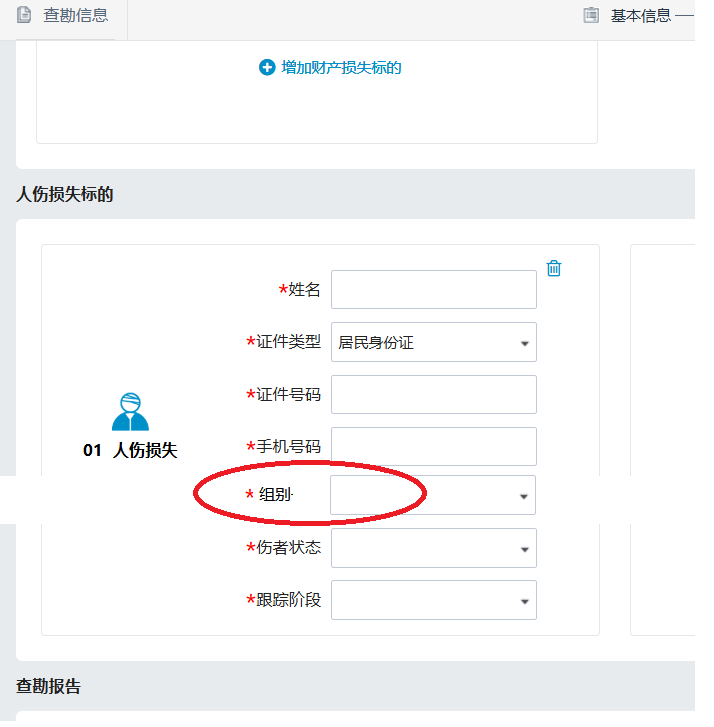 查勘信息
基本信息
增加财产损失标的
人伤损失标的
*姓名
*证件类型 居民身份证
*证件号码
01 人伤损失
*手机号码
* 组别
*伤者状态
*跟踪阶段
查勘报告